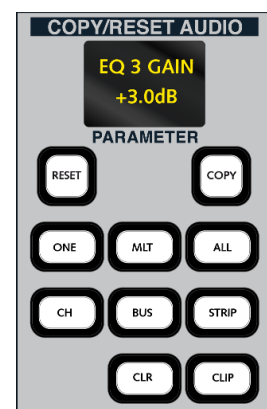 COPY/RESET AUDIO
EQ 3 GAIN
+3.0dB
PARAMETER
RESET COPY
ONE MLT ALL
CH BUS STRIP
CLR CLIP